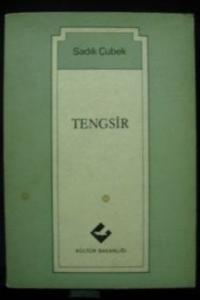 Sadık Çubek
TENGSİR
KÜLTÜR BAKANLIĞI